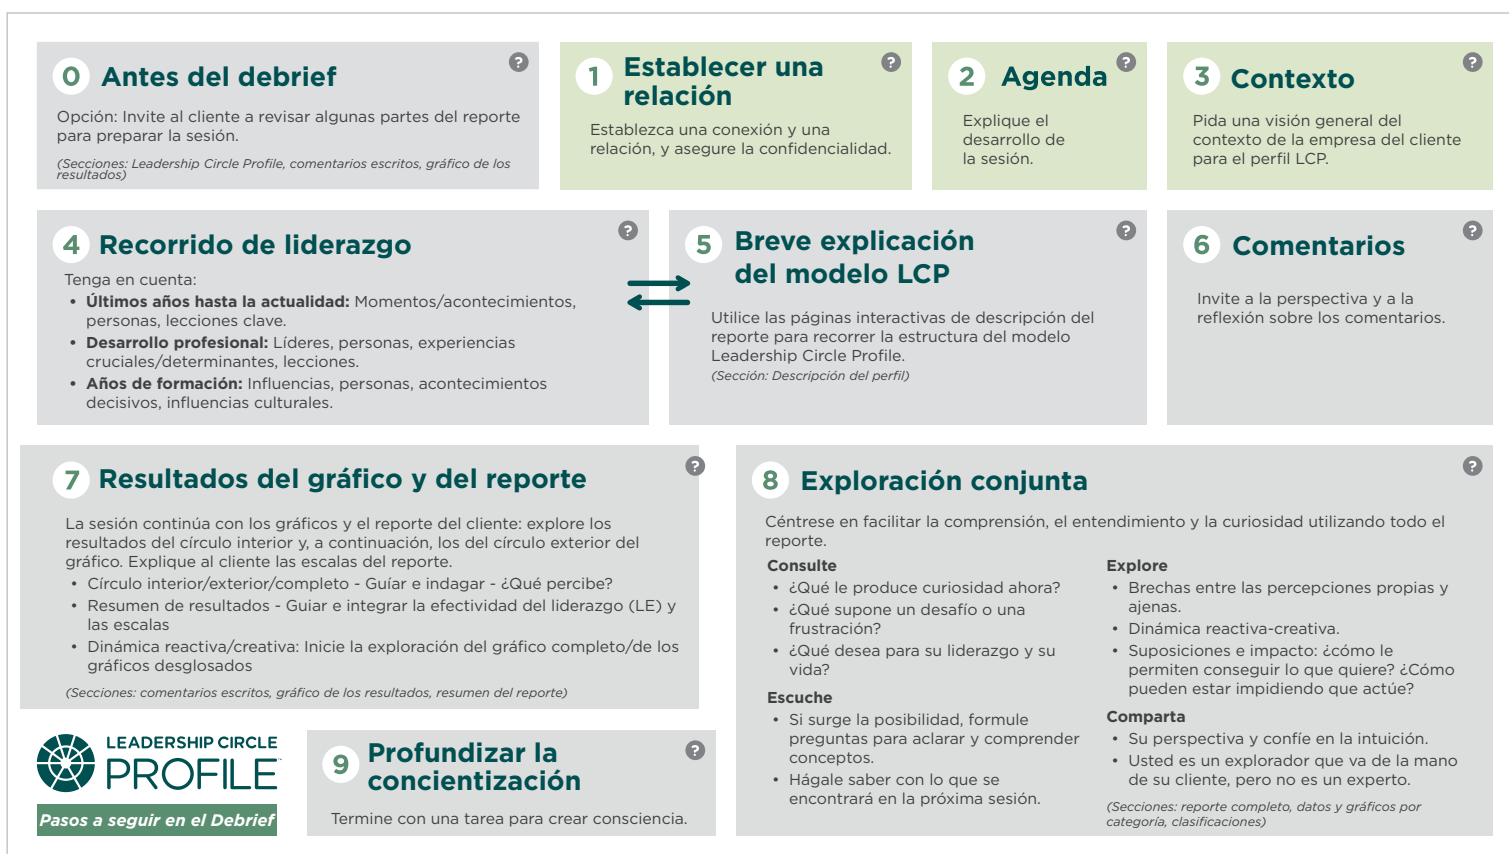 0 Antes del debrief ?
Opción: Invite al cliente a revisar algunas partes del reporte
para preparar la sesión.
(Secciones: Leadership Circle Profile, comentarios escritos, gráfico de los
resultados)
1 Establecer una ?
relación
Establezca una conexión y una
relación, y asegure la confidencialidad.
2 Agenda ?
Explique el
desarrollo de
la sesión.
3 Contexto ?
Pida una visión general del
contexto de la empresa del cliente
para el perfil LCP.
4 Recorrido de liderazgo ?
Tenga en cuenta:
• Últimos años hasta la actualidad: Momentos/acontecimientos,
personas, lecciones clave.
• Desarrollo profesional: Líderes, personas, experiencias
cruciales/determinantes, lecciones.
• Años de formación: Influencias, personas, acontecimientos
decisivos, influencias culturales.
5 Breve explicación ?
del modelo LCP
Utilice las páginas interactivas de descripción del
reporte para recorrer la estructura del modelo
Leadership Circle Profile.
(Sección: Descripción del perfil)
6 Comentarios ?
Invite a la perspectiva y a la
reflexión sobre los comentarios.
7 Resultados del gráfico y del reporte ?
La sesión continúa con los gráficos y el reporte del cliente: explore los
resultados del círculo interior y, a continuación, los del círculo exterior del
gráfico. Explique al cliente las escalas del reporte.
• Círculo interior/exterior/completo - Guíar e indagar - ¿Qué percibe?
• Resumen de resultados - Guiar e integrar la efectividad del liderazgo (LE) y
las escalas
• Dinámica reactiva/creativa: Inicie la exploración del gráfico completo/de los
gráficos desglosados
(Secciones: comentarios escritos, gráfico de los resultados, resumen del reporte)
8 Exploración conjunta ?
Céntrese en facilitar la comprensión, el entendimiento y la curiosidad utilizando todo el
reporte.
Consulte
• ¿Qué le produce curiosidad ahora?
• ¿Qué supone un desafío o una
frustración?
• ¿Qué desea para su liderazgo y su
vida?
Escuche
• Si surge la posibilidad, formule
preguntas para aclarar y comprender
conceptos.
• Hágale saber con lo que se
encontrará en la próxima sesión.
Explore
• Brechas entre las percepciones propias y
ajenas.
• Dinámica reactiva-creativa.
• Suposiciones e impacto: ¿cómo le
permiten conseguir lo que quiere? ¿Cómo
pueden estar impidiendo que actúe?
Comparta
• Su perspectiva y confíe en la intuición.
• Usted es un explorador que va de la mano
de su cliente, pero no es un experto.
(Secciones: reporte completo, datos y gráficos por
categoría, clasificaciones)
LEADERSHIP CIRCLE
PROFILE
Pasos a seguir en el Debrief
9 Profundizar la ?
concientización
Termine con una tarea para crear consciencia.